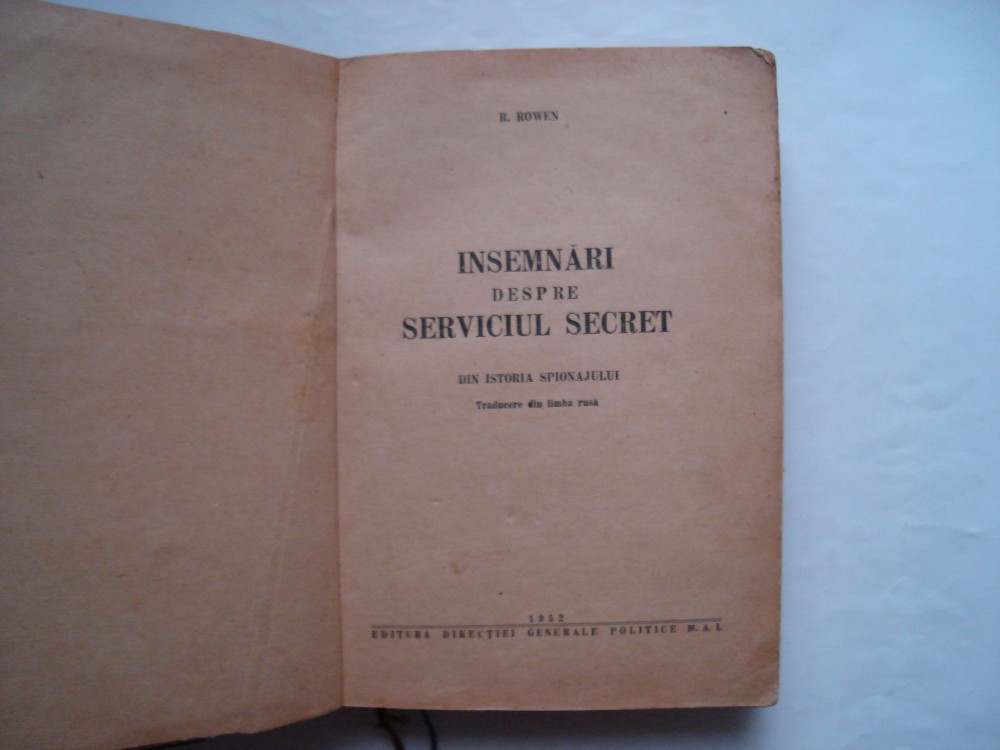 R. ROWEN
INSEMNĂRI
DESPRE
SERVICIUL SECRET
DIN ISTORIA SPIONAJULUI
Traducere din limba rusă
1952
EDITURA DIRECȚIEI GENERALE POLITICE M. A. I.